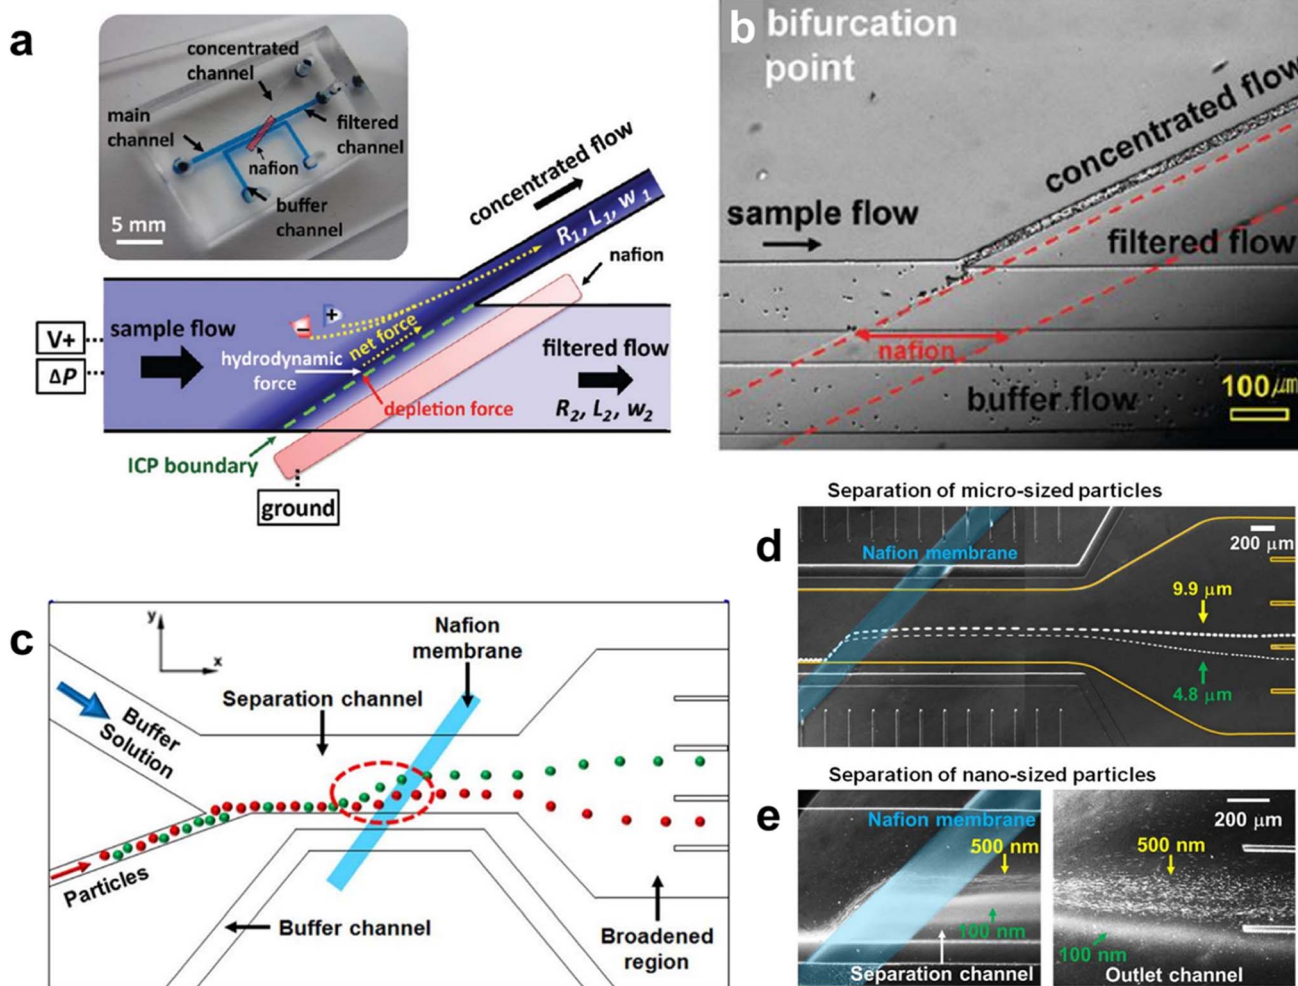 a
concentrated
channel
main
channel
filtered
channel
nafion
buffer
channel
5 mm
concentrated flow
R₁, L₁, w₁
nafion
V+
ΔP
sample flow
−
+
net force
hydrodynamic
force
depletion force
filtered flow
R₂, L₂, w₂
ICP boundary
ground
b
bifurcation
point
concentrated flow
sample flow
filtered flow
nafion
buffer flow
100 μm
c
y
x
Nafion
membrane
Separation channel
Buffer
Solution
Particles
Buffer channel
Broadened
region
d
Separation of micro-sized particles
Nafion membrane
200 μm
9.9 μm
4.8 μm
e
Separation of nano-sized particles
Nafion membrane
500 nm
100 nm
Separation channel
200 μm
500 nm
100 nm
Outlet channel